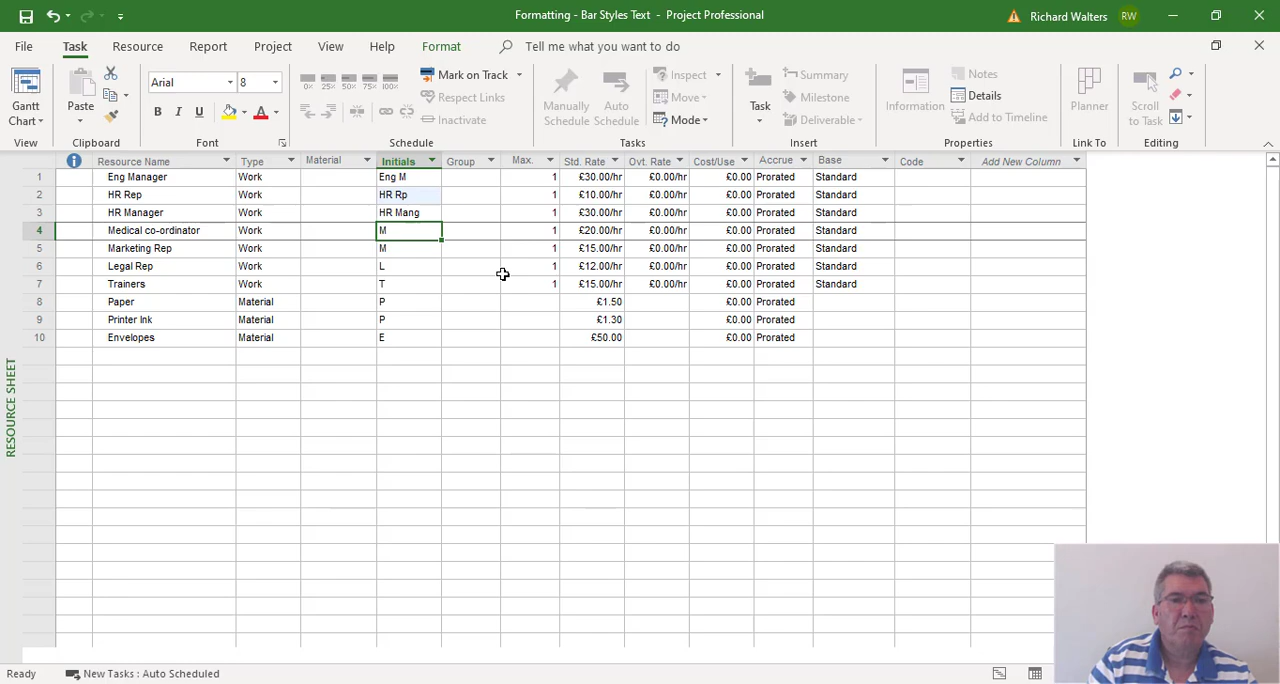 Formatting - Bar Styles Text - Project Professional
Richard Walters RW
File Task Resource Report Project View Help Format Tell me what you want to do
Gantt Chart
View
Paste
Clipboard
Arial 8
B I U A
Font
0% 25% 50% 75% 100%
Mark on Track
Respect Links
Inactivate
Schedule
Manually Schedule
Auto Schedule
Inspect
Move
Mode
Tasks
Task
Summary
Milestone
Deliverable
Insert
Information
Notes
Details
Add to Timeline
Properties
Planner
Link To
Scroll to Task
Editing
Resource Name Type Material Initials Group Max. Std. Rate Ovt. Rate Cost/Use Accrue Base Code Add New Column
1 Eng Manager Work Eng M 1 £30.00/hr £0.00/hr £0.00 Prorated Standard
2 HR Rep Work HR Rp 1 £10.00/hr £0.00/hr £0.00 Prorated Standard
3 HR Manager Work HR Mang 1 £30.00/hr £0.00/hr £0.00 Prorated Standard
4 Medical co-ordinator Work M 1 £20.00/hr £0.00/hr £0.00 Prorated Standard
5 Marketing Rep Work M 1 £15.00/hr £0.00/hr £0.00 Prorated Standard
6 Legal Rep Work L 1 £12.00/hr £0.00/hr £0.00 Prorated Standard
7 Trainers Work T 1 £15.00/hr £0.00/hr £0.00 Prorated Standard
8 Paper Material P £1.50 £0.00 Prorated
9 Printer Ink Material P £1.30 £0.00 Prorated
10 Envelopes Material E £50.00 £0.00 Prorated
RESOURCE SHEET
Ready New Tasks : Auto Scheduled